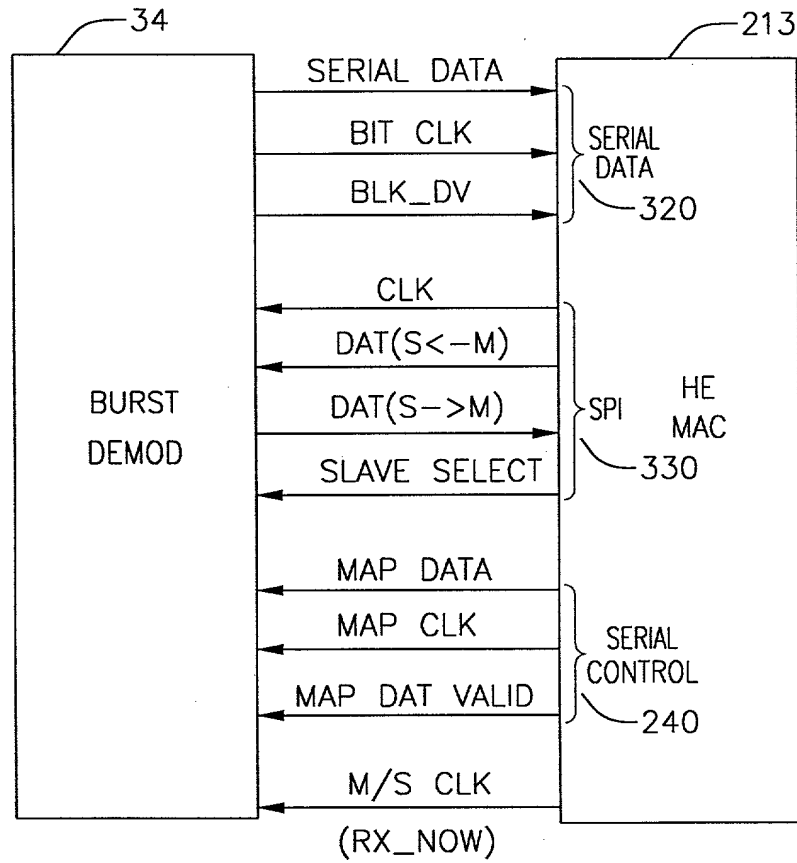 34
213
SERIAL DATA
BIT CLK
BLK_DV
SERIAL
DATA
320
CLK
DAT(S<-M)
DAT(S->M)
SLAVE SELECT
SPI
330
BURST
DEMOD
HE
MAC
MAP DATA
MAP CLK
MAP DAT VALID
SERIAL
CONTROL
240
M/S CLK
(RX_NOW)